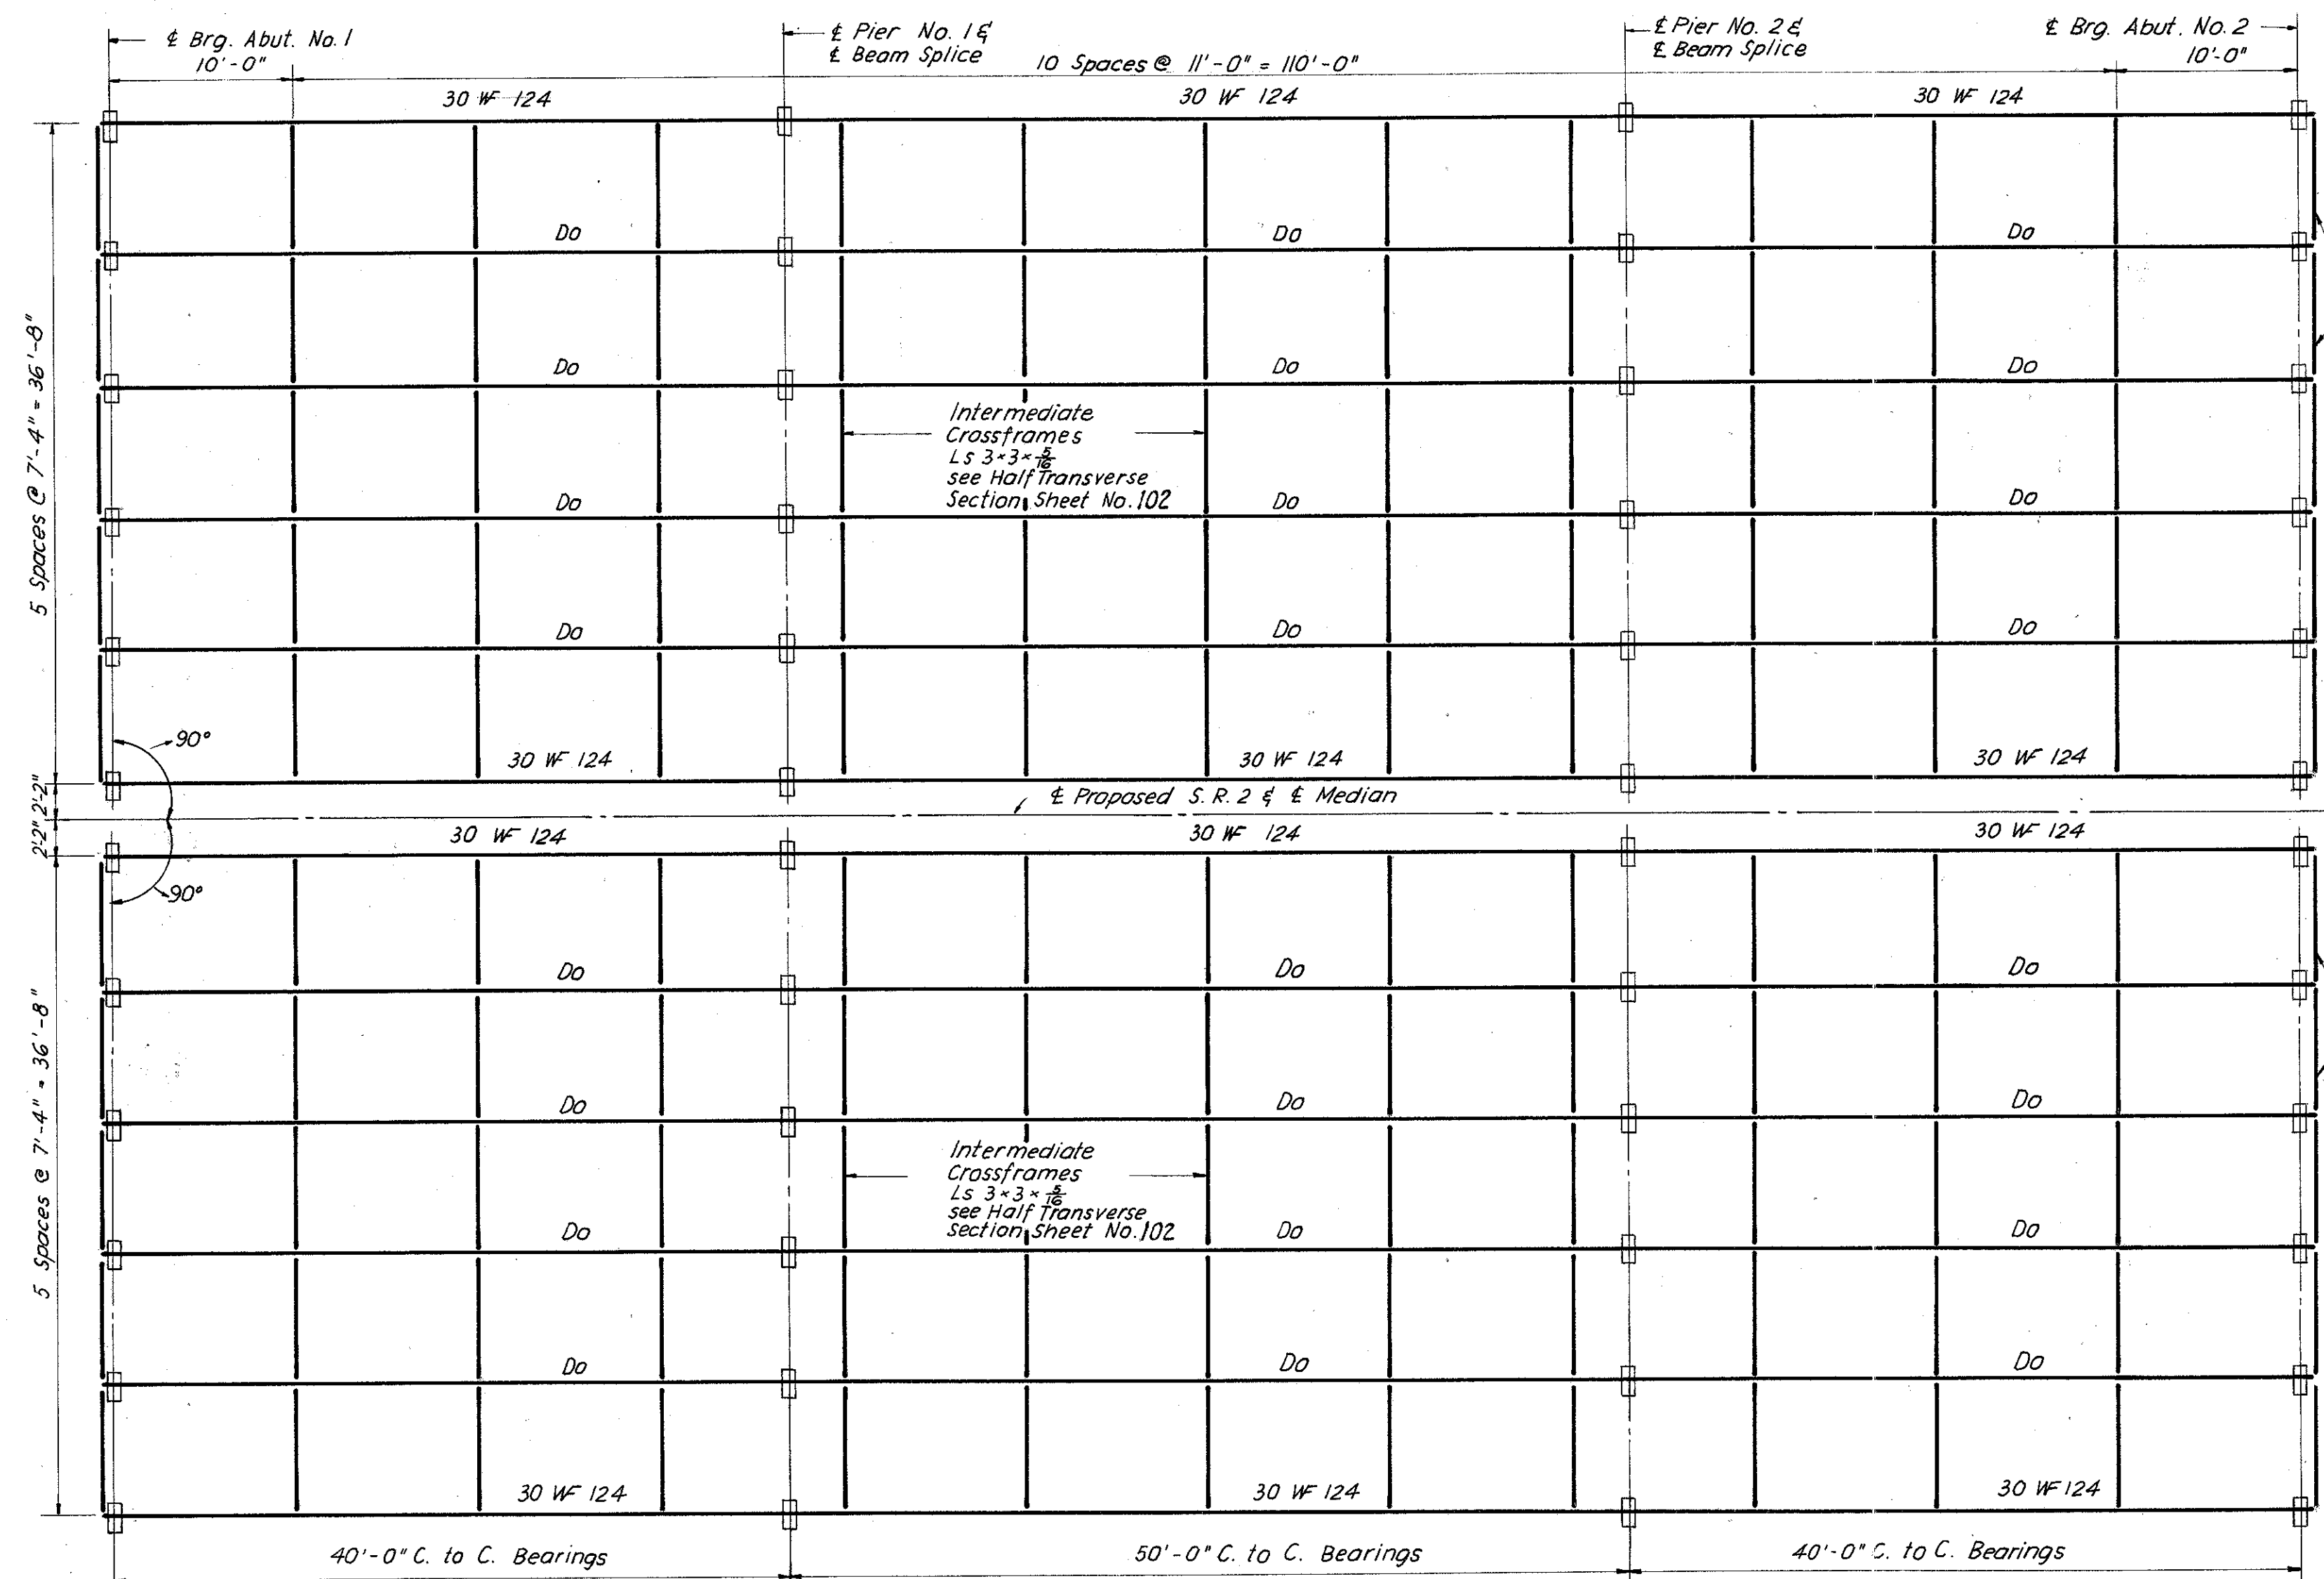 ℄ Brg. Abut. No. 1
℄ Pier No. 1 &
℄ Beam Splice
℄ Pier No. 2 &
℄ Beam Splice
℄ Brg. Abut. No. 2
10'-0"
10 Spaces @ 11'-0" = 110'-0"
10'-0"
30 WF 124
30 WF 124
30 WF 124
Do
Do
Do
Do
Do
Do
5 Spaces @ 7'-4" = 36'-8"
Intermediate
Crossframes
Ls 3×3×5/16
see Half Transverse
Section Sheet No. 102
Do
Do
Do
Do
Do
Do
90°
30 WF 124
30 WF 124
30 WF 124
2'-2"
℄ Proposed S.R. 2 & ℄ Median
2'-2"
30 WF 124
30 WF 124
30 WF 124
90°
Do
Do
Do
Do
Do
Do
5 Spaces @ 7'-4" = 36'-8"
Intermediate
Crossframes
Ls 3×3×5/16
see Half Transverse
Section Sheet No. 102
Do
Do
Do
Do
Do
Do
30 WF 124
30 WF 124
30 WF 124
40'-0" C. to C. Bearings
50'-0" C. to C. Bearings
40'-0" C. to C. Bearings